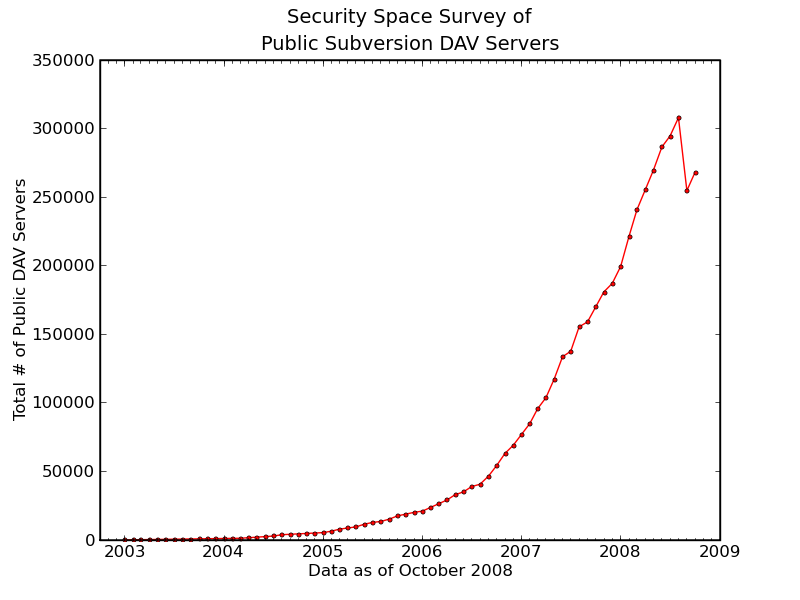 Security Space Survey of
Public Subversion DAV Servers
350000
300000
250000
200000
150000
100000
50000
0
Total # of Public DAV Servers
2003 2004 2005 2006 2007 2008 2009
Data as of October 2008